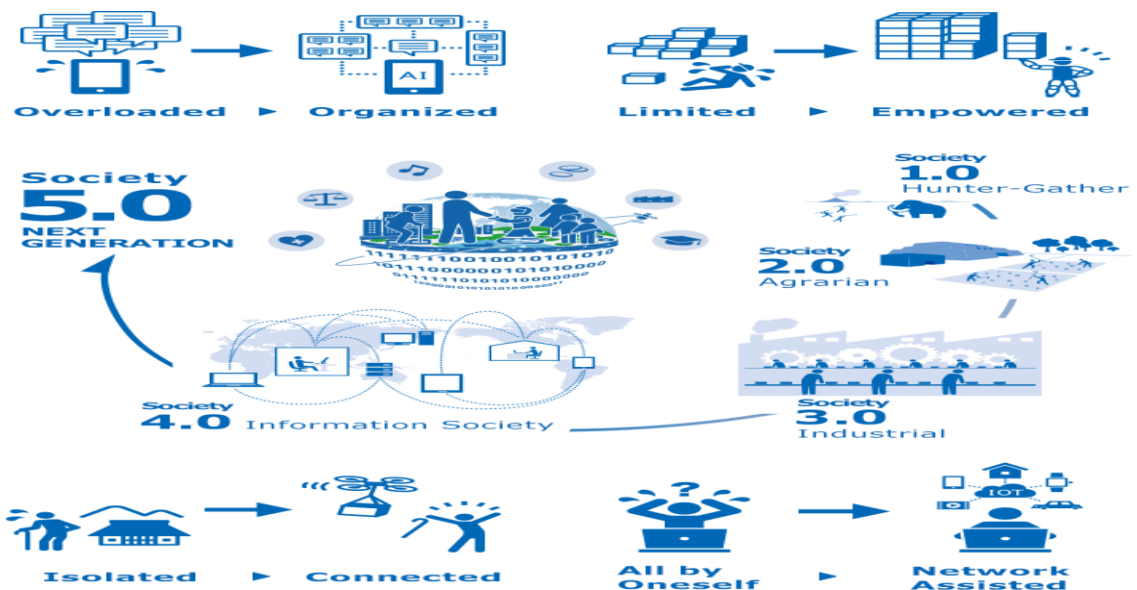 AI
Overloaded Organized
Limited Empowered
Society
5.0
NEXT
GENERATION
Society
1.0
Hunter-Gather
Society
2.0
Agrarian
Society
3.0
Industrial
Society
4.0 Information Society
Isolated Connected
?
IOT
All by
Oneself
Network
Assisted